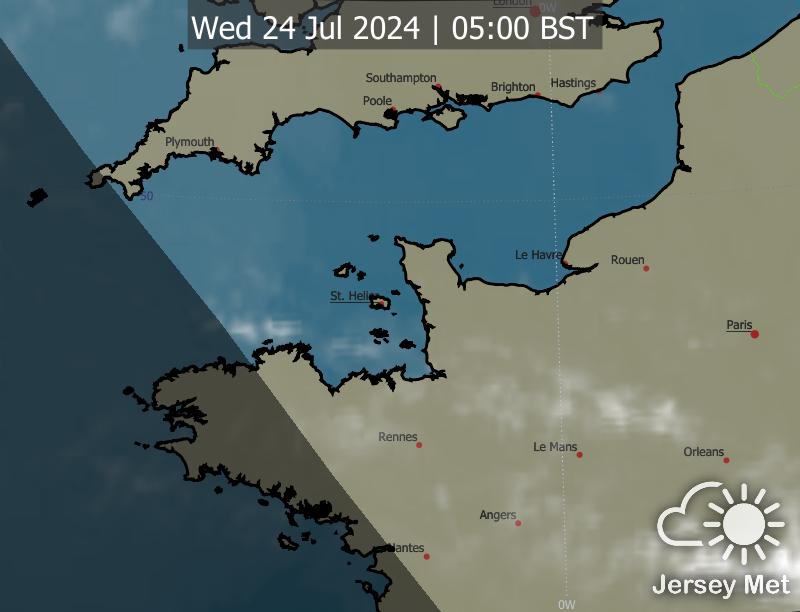 London
0W
Wed 24 Jul 2024 | 05:00 BST
Southampton
Brighton
Hastings
Poole
Plymouth
50
Le Havre
Rouen
St. Helier
Paris
Rennes
Le Mans
Orleans
Angers
Nantes
Jersey Met
0W